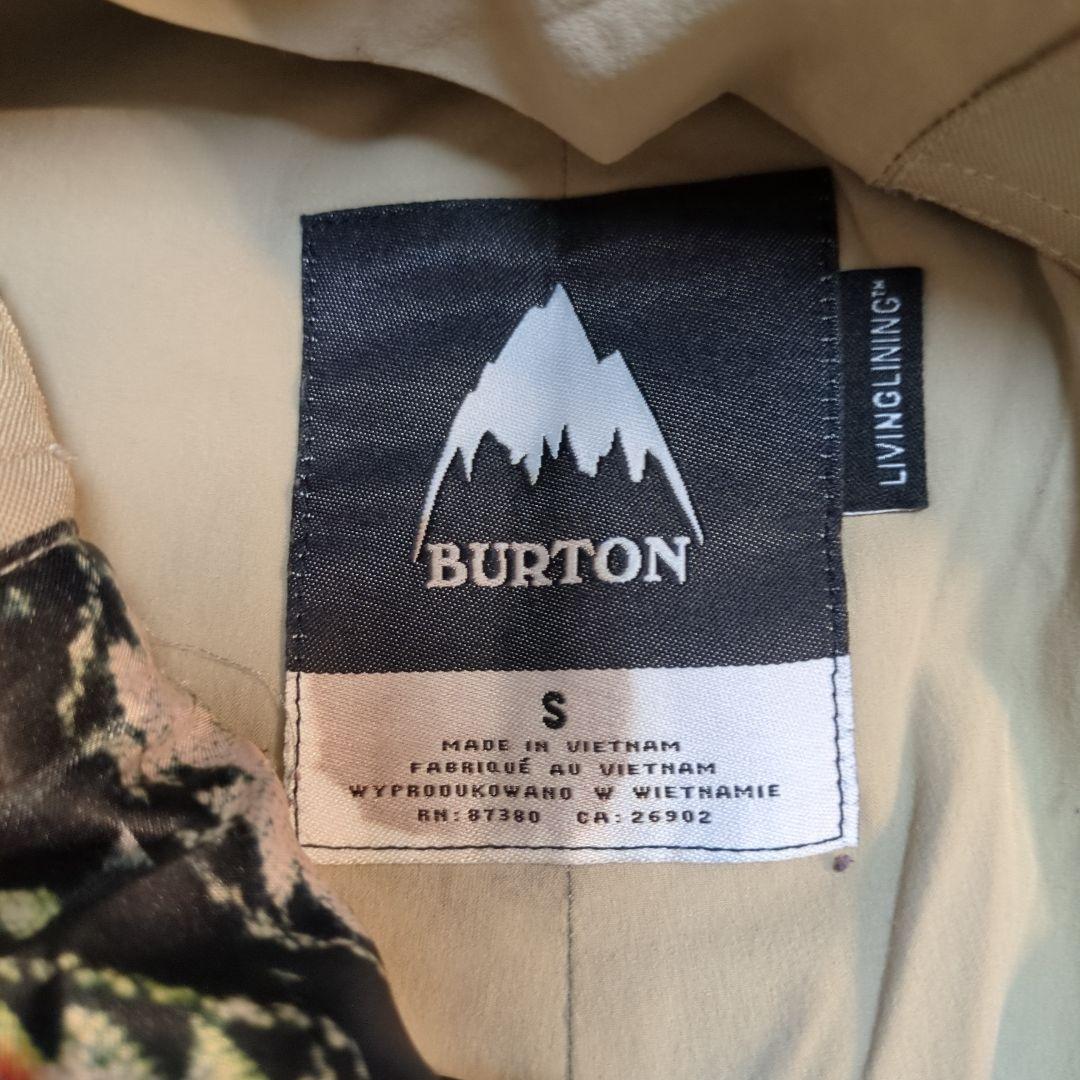 BURTON
LIVINGLINING™
S
MADE IN VIETNAM
FABRIQUÉ AU VIETNAM
WYPRODUKOWANO W WIETNAMIE
RN: 87380 CA: 26902